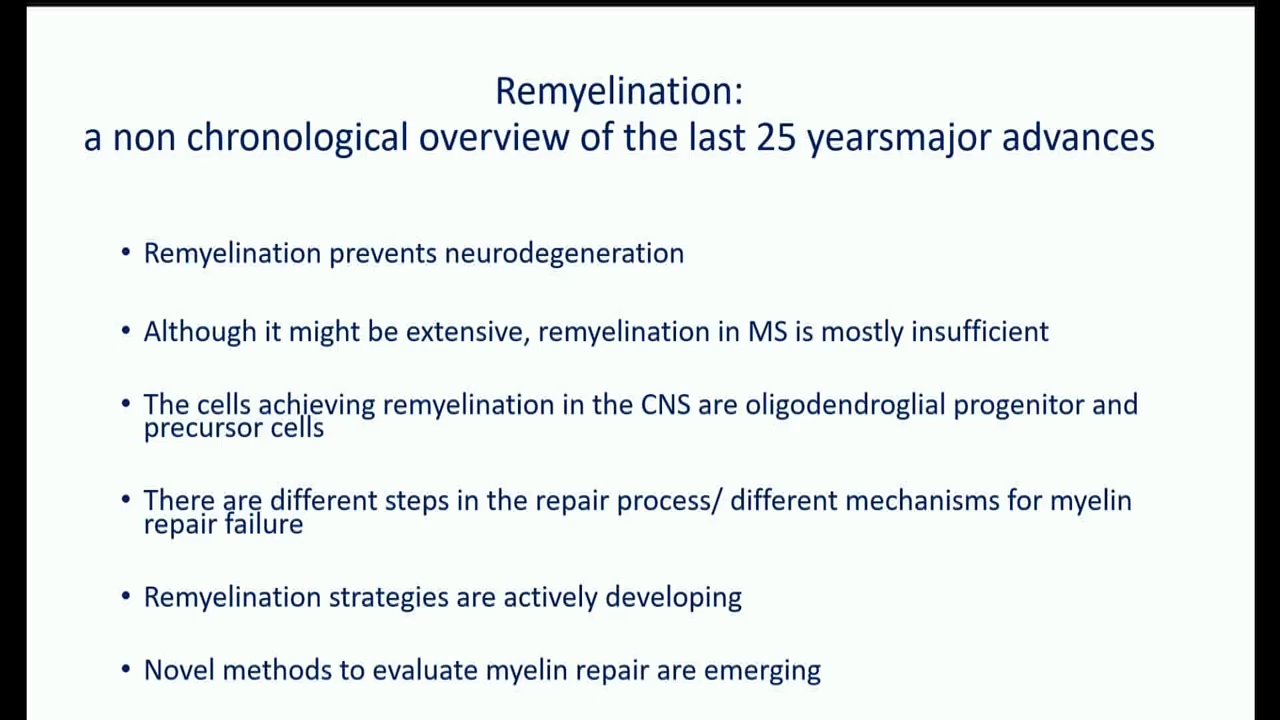 Remyelination:
a non chronological overview of the last 25 yearsmajor advances
• Remyelination prevents neurodegeneration
• Although it might be extensive, remyelination in MS is mostly insufficient
• The cells achieving remyelination in the CNS are oligodendroglial progenitor and
precursor cells
• There are different steps in the repair process/ different mechanisms for myelin
repair failure
• Remyelination strategies are actively developing
• Novel methods to evaluate myelin repair are emerging